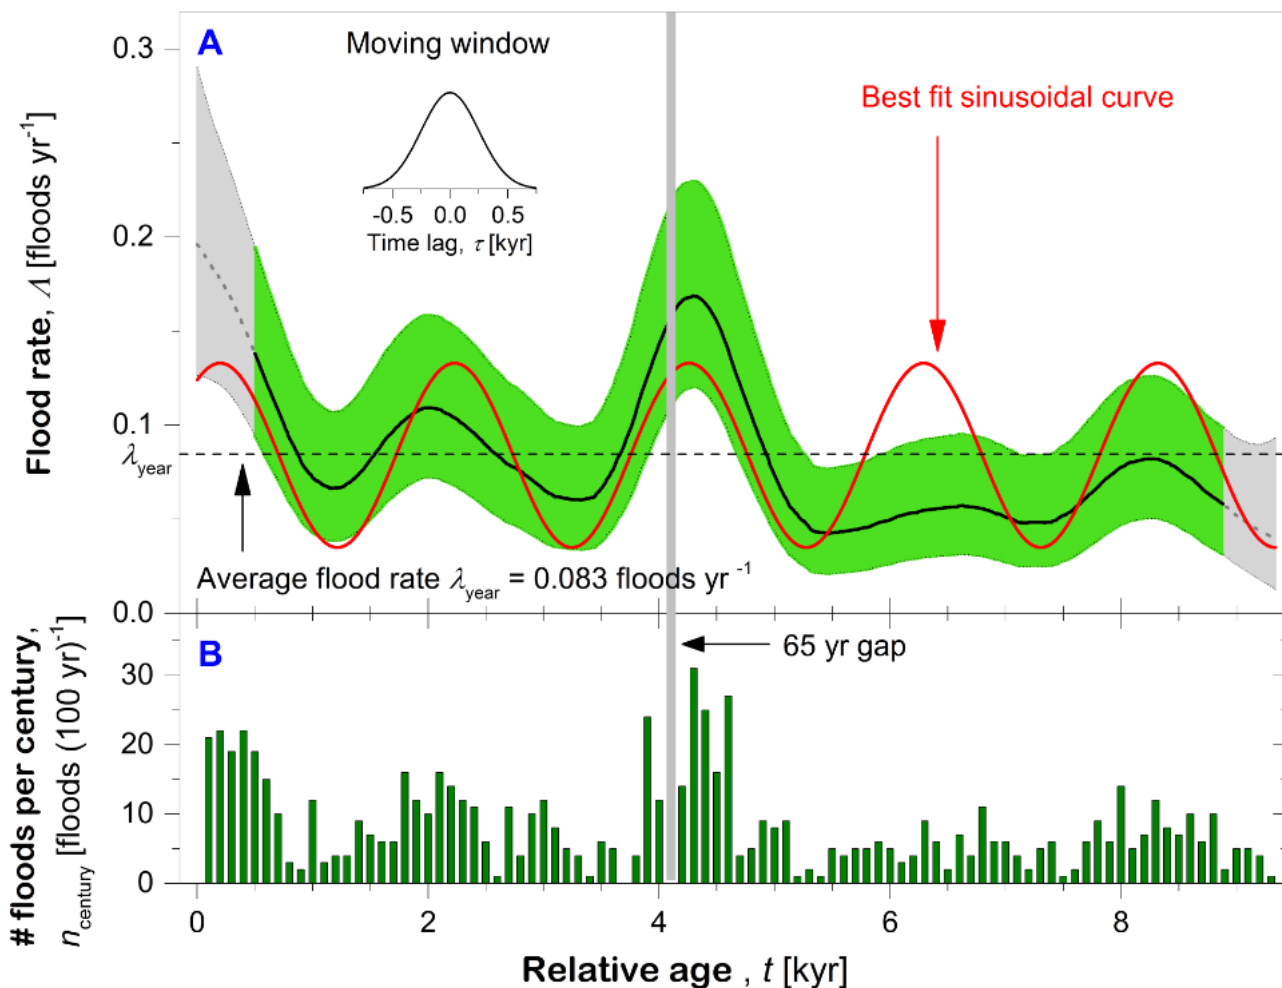 A
Moving window
Best fit sinusoidal curve
0.3
0.2
0.1
0.0
λyear
-0.5 0.0 0.5
Time lag, τ [kyr]
Flood rate, Λ [floods yr-1]
Average flood rate λyear = 0.083 floods yr -1
B
65 yr gap
30
20
10
0
# floods per century,
ncentury [floods (100 yr)-1]
0 2 4 6 8
Relative age , t [kyr]